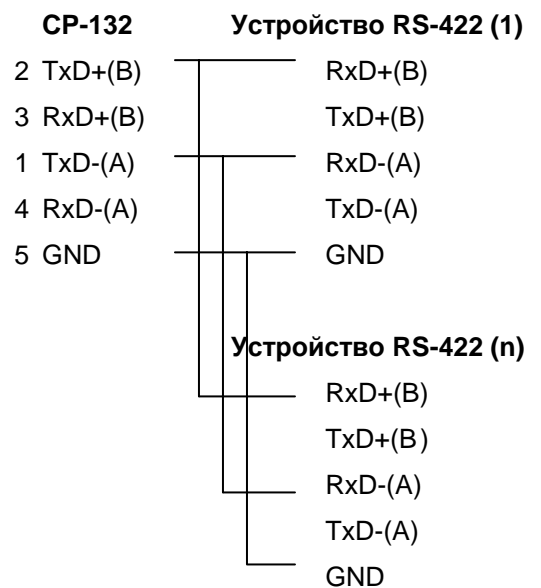 CP-132 Устройство RS-422 (1)
2 TxD+(B) RxD+(B)
3 RxD+(B) TxD+(B)
1 TxD-(A) RxD-(A)
4 RxD-(A) TxD-(A)
5 GND GND
Устройство RS-422 (n)
RxD+(B)
TxD+(B)
RxD-(A)
TxD-(A)
GND